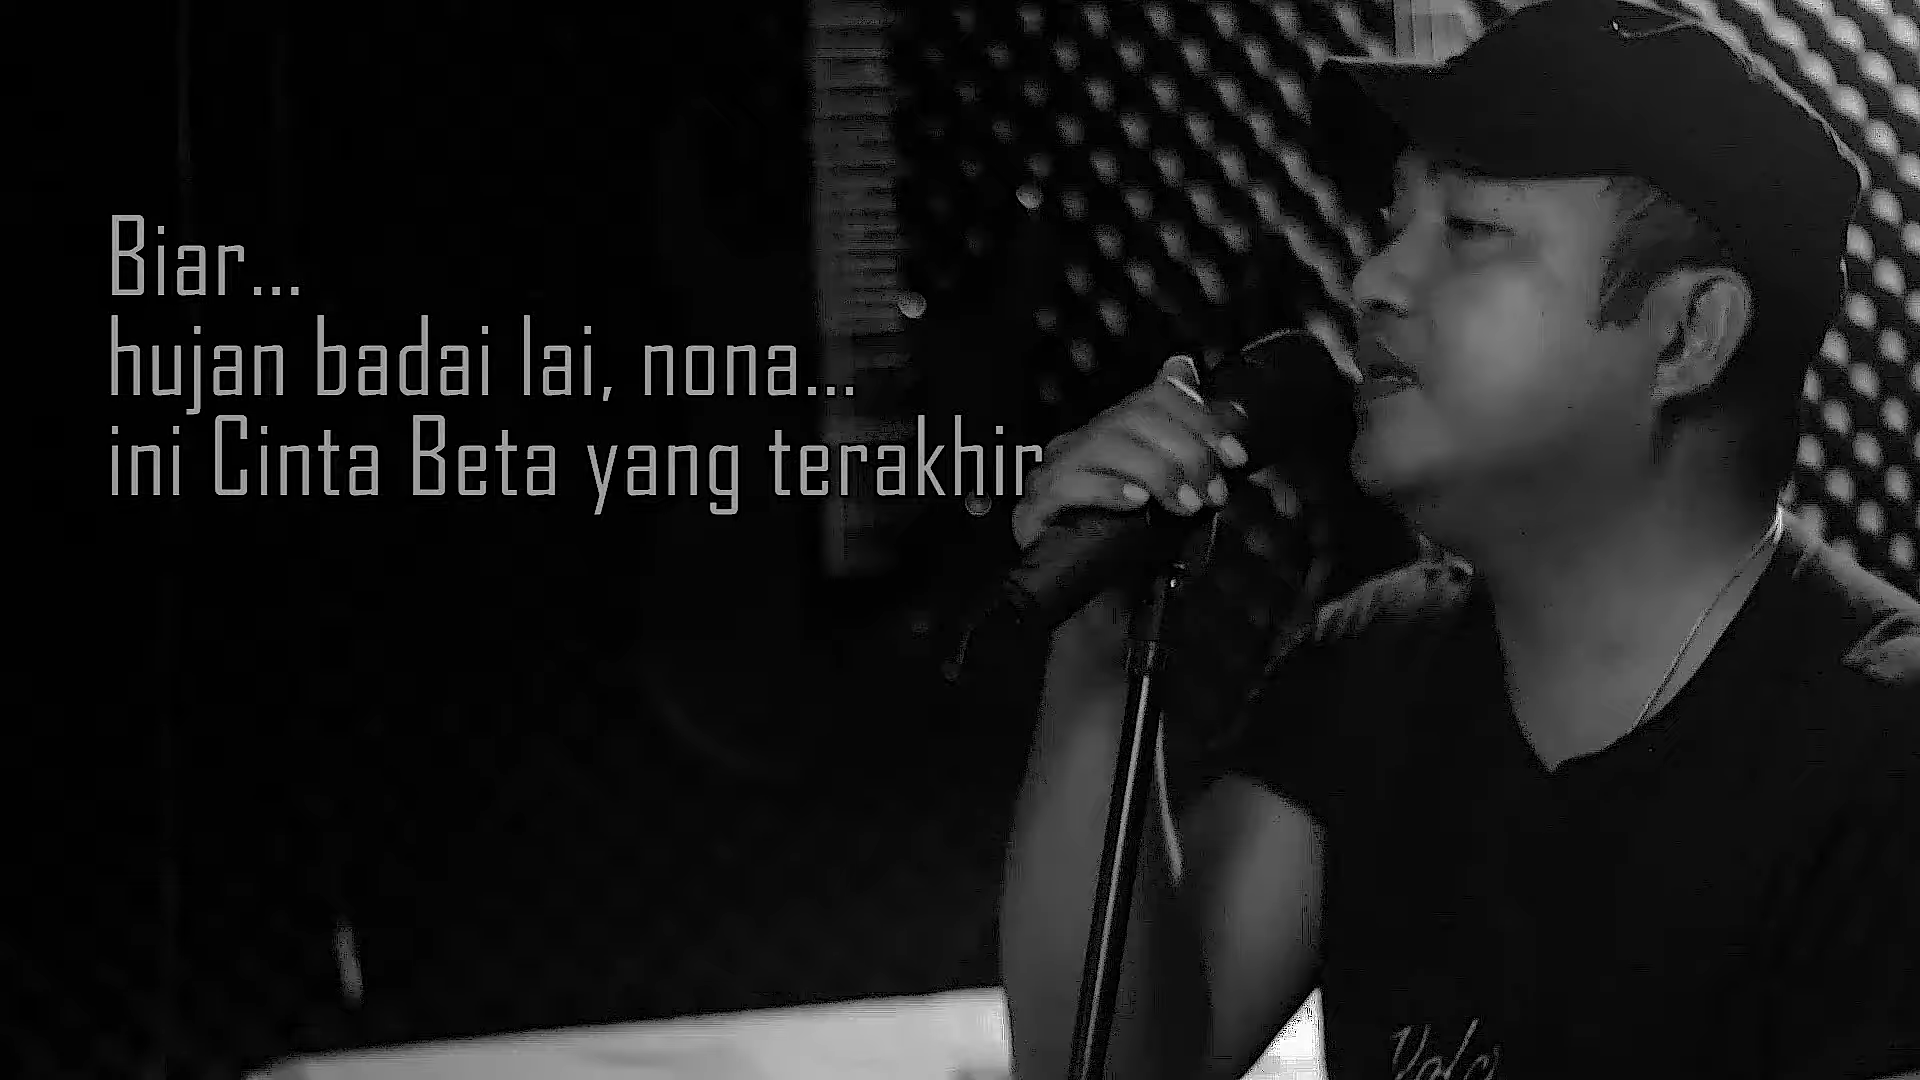 Biar...
hujan badai lai, nona...
ini Cinta Beta yang terakhir